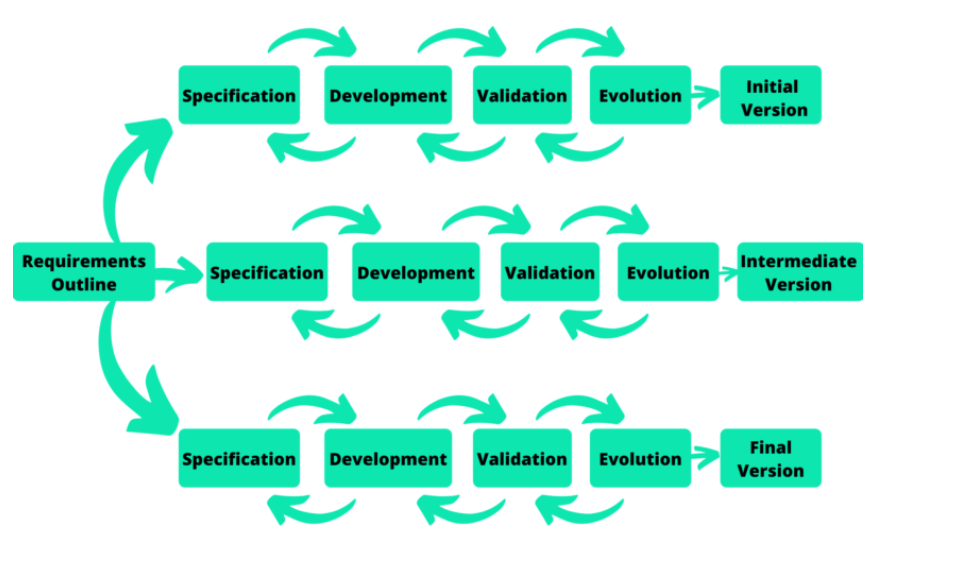 Specification
Development
Validation
Evolution
Initial
Version
Requirements
Outline
Specification
Development
Validation
Evolution
Intermediate
Version
Specification
Development
Validation
Evolution
Final
Version